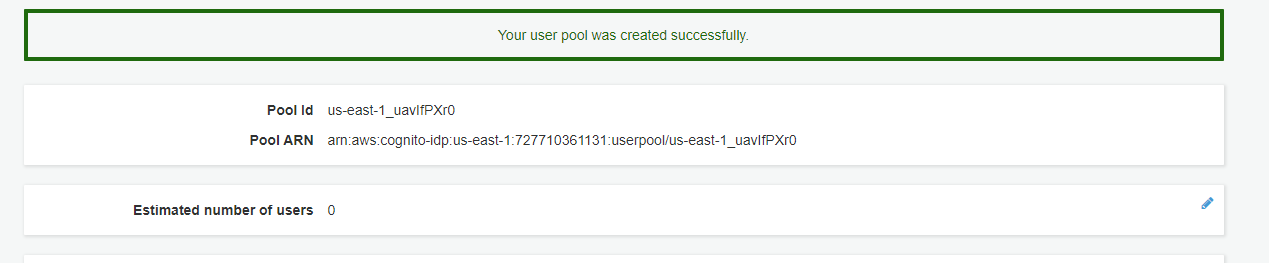 Your user pool was created successfully.
Pool Id us-east-1_uavIfPXr0
Pool ARN arn:aws:cognito-idp:us-east-1:727710361131:userpool/us-east-1_uavIfPXr0
Estimated number of users 0